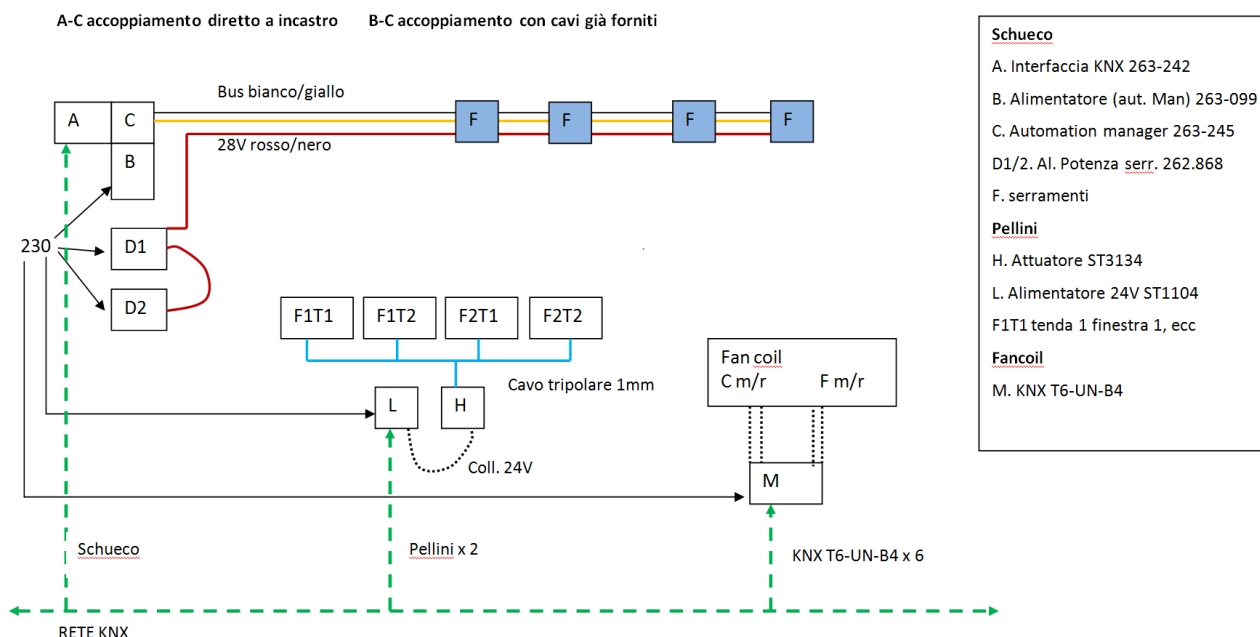 A-C accoppiamento diretto a incastro B-C accoppiamento con cavi già forniti
Bus bianco/giallo
A C F F F F
28V rosso/nero
B
230 D1
D2
F1T1 F1T2 F2T1 F2T2
Fan coil
C m/r F m/r
Cavo tripolare 1mm
L H
Coll. 24V
M
Schueco
Pellini x 2
KNX T6-UN-B4 x 6
RETE KNX
Schueco
A. Interfaccia KNX 263-242
B. Alimentatore (aut. Man) 263-099
C. Automation manager 263-245
D1/2. Al. Potenza serr. 262.868
F. serramenti
Pellini
H. Attuatore ST3134
L. Alimentatore 24V ST1104
F1T1 tenda 1 finestra 1, ecc
Fancoil
M. KNX T6-UN-B4